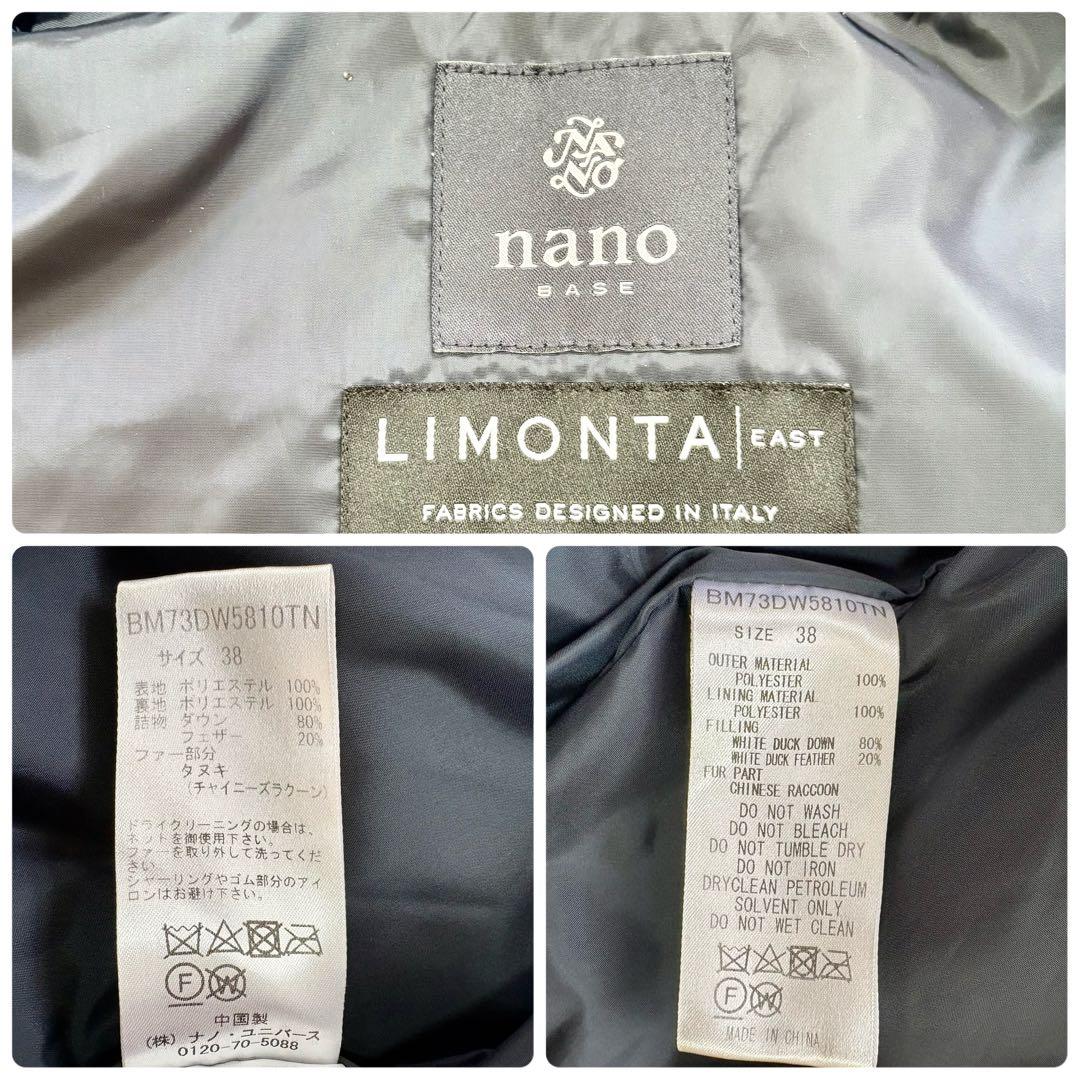 NA
NO
nano
BASE
LIMONTA | EAST
FABRICS DESIGNED IN ITALY
BM73DW5810TN
サイズ 38
表地 ポリエステル 100%
裏地 ポリエステル 100%
詰物 ダウン 80%
フェザー 20%
ファー部分
タヌキ
(チャイニーズラクーン)
ドライクリーニングの場合は、
ネットを御使用下さい。
ファーを取り外して洗ってくだ
さい。
シャーリングやゴム部分のアイ
ロンはお避け下さい。
F W
中国製
(株) ナノ・ユニバース
0120-70-5088
BM73DW5810TN
SIZE 38
OUTER MATERIAL
POLYESTER 100%
LINING MATERIAL
POLYESTER 100%
FILLING
WHITE DUCK DOWN 80%
WHITE DUCK FEATHER 20%
FUR PART
CHINESE RACCOON
DO NOT WASH
DO NOT BLEACH
DO NOT TUMBLE DRY
DO NOT IRON
DRYCLEAN PETROLEUM
SOLVENT ONLY
DO NOT WET CLEAN
F W
MADE IN CHINA